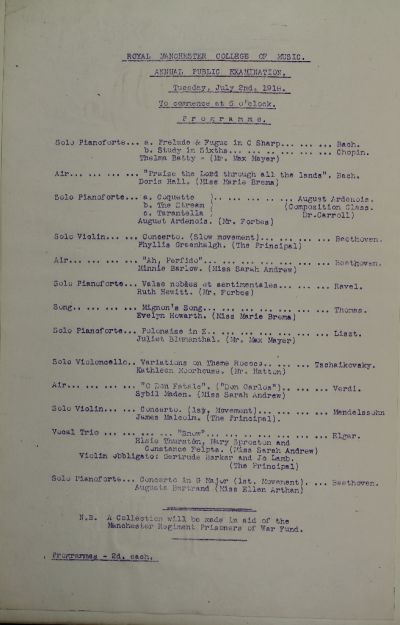 ROYAL MANCHESTER COLLEGE OF MUSIC.
ANNUAL PUBLIC EXAMINATION.
Tuesday, July 2nd, 1918.
To commence at 6 o'clock.
Programme.
Solo Pianoforte... a. Prelude & Fugue in C Sharp... ... ... Bach.
b. Study in Sixths... ... ... ... ... Chopin.
Thelma Batty - (Mr. Max Mayer)
Air... ... ... ... "Praise the Lord through all the lands". Bach.
Doris Hall. (Miss Marie Brema)
Solo Pianoforte... a. Coquette )... ... ... ... August Ardenois.
b. The Stream ) (Composition Class.
c. Tarantella ) Dr.Carroll)
August Ardenois. (Mr. Forbes)
Solo Violin... ... Concerto. (Slow movement)... ... ... ... Beethoven.
Phyllis Greenhalgh. (The Principal)
Air... ... ... ... "Ah, Perfido"... ... ... ... ... ... Beethoven.
Minnie Barlow. (Miss Sarah Andrew)
Solo Pianoforte... Valse nobles et sentimentales... ... ... Ravel.
Ruth Hewitt. (Mr. Forbes)
Song... ... ... ... Mignon's Song... ... ... ... ... ... Thomas.
Evelyn Howarth. (Miss Marie Brema)
Solo Pianoforte... Polonaise in E... ... ... ... ... ... Liszt.
Juliet Blumenthal. (Mr. Max Mayer)
Solo Violoncello.. Variations on Theme Rococo... ... ... Tschaikovsky.
Kathleen Moorhouse. (Mr. Hatton)
Air... ... ... ... "O Don Fatale". ("Don Carlos").. ... ... Verdi.
Sybil Maden. (Miss Sarah Andrew)
Solo Violin... ... Concerto. (1st. Movement)... ... ... Mendelssohn
James Malcolm. (The Principal).
Vocal Trio ... ... ... ... "Snow"... ... ... ... ... ... Elgar.
Elsie Thurston, Mary Sprocton and
Constance Felpts. (Miss Sarah Andrew)
Violin Obbligato: Gertrude Barker and Jo Lamb.
(The Principal)
Solo Pianoforte... Concerto in G Major (1st. Movement). ... Beethoven.
Augusta Bertrand (Miss Ellen Arthan)
N.B. A Collection will be made in aid of the
Manchester Regiment Prisoners of War Fund.
Programmes - 2d. each.